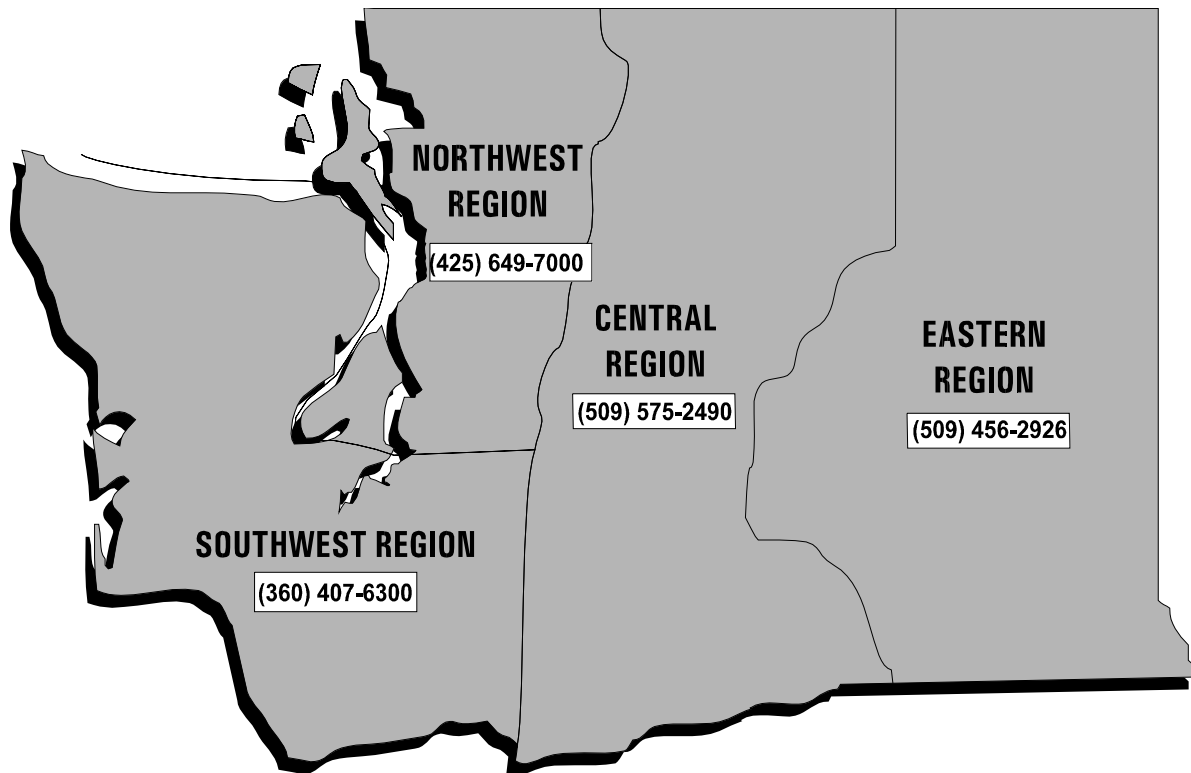 NORTHWEST
REGION
(425) 649-7000
CENTRAL
REGION
(509) 575-2490
EASTERN
REGION
(509) 456-2926
SOUTHWEST REGION
(360) 407-6300